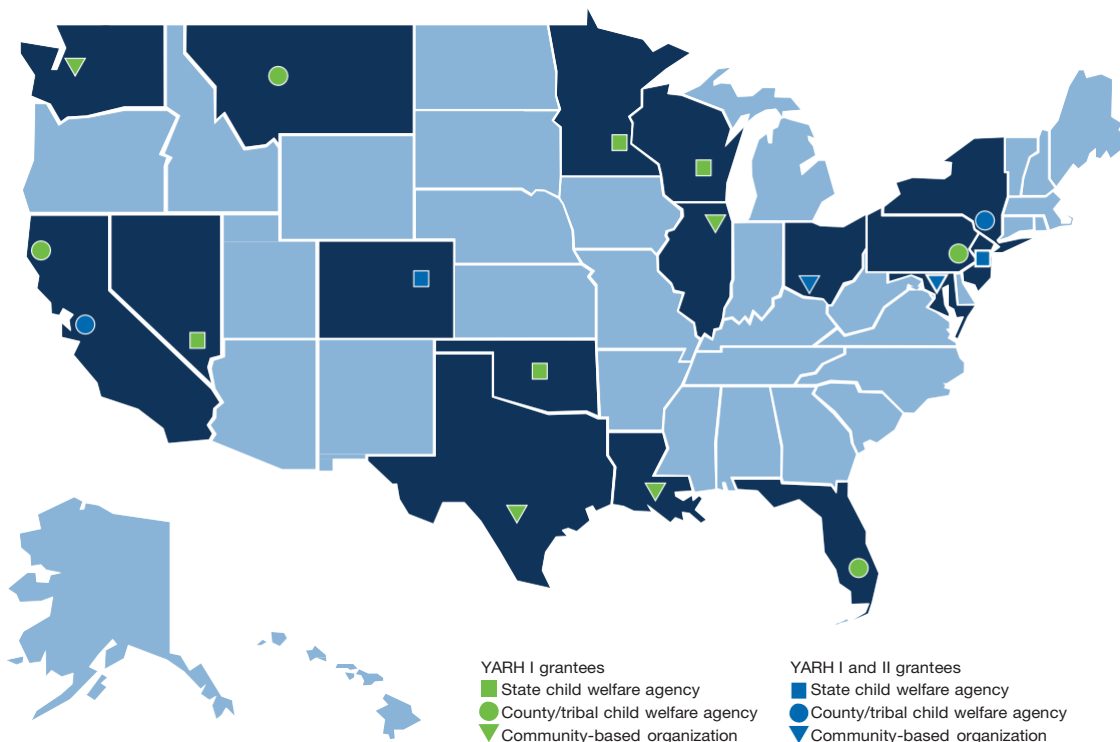 YARH I grantees
State child welfare agency
County/tribal child welfare agency
Community-based organization
YARH I and II grantees
State child welfare agency
County/tribal child welfare agency
Community-based organization